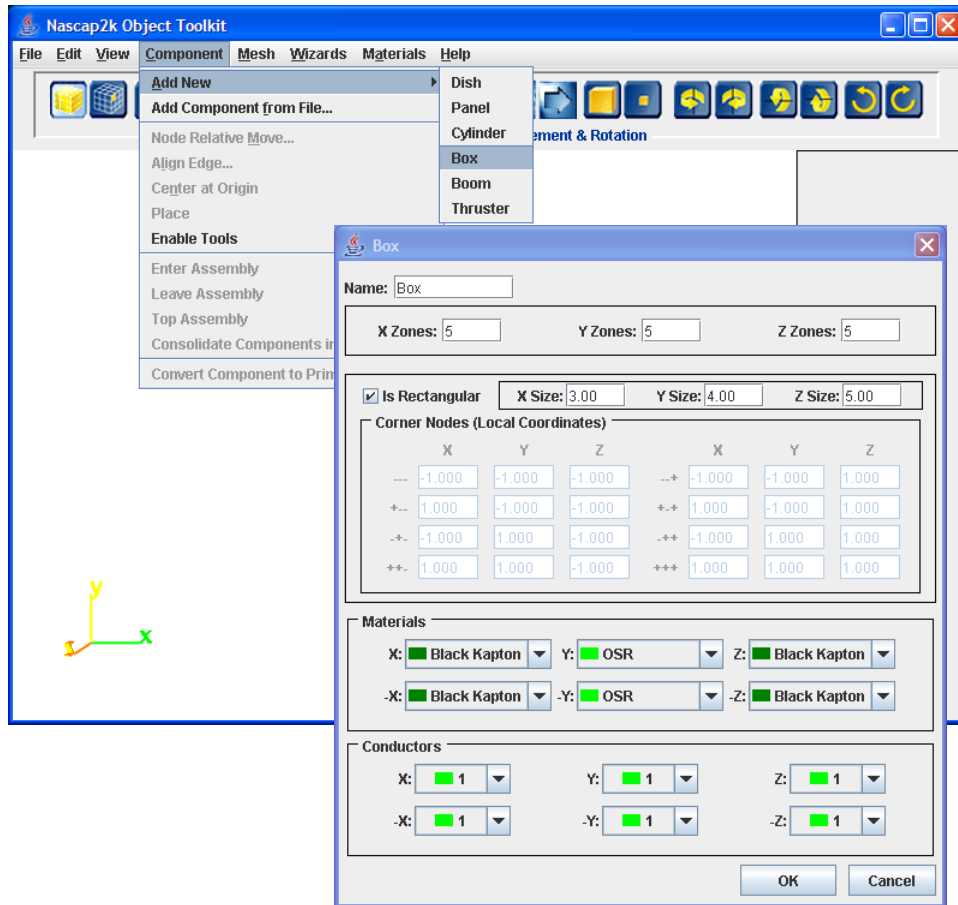 Nascap2k Object Toolkit
File Edit View Component Mesh Wizards Materials Help
Add New
Add Component from File...
Node Relative Move...
Align Edge...
Center at Origin
Place
Enable Tools
Enter Assembly
Leave Assembly
Top Assembly
Consolidate Components in
Convert Component to Prim
Dish
Panel
Cylinder
Box
Boom
Thruster
ement & Rotation
y
x
Box
Name: Box
X Zones: 5 Y Zones: 5 Z Zones: 5
Is Rectangular X Size: 3.00 Y Size: 4.00 Z Size: 5.00
Corner Nodes (Local Coordinates)
X Y Z X Y Z
--- -1.000 -1.000 -1.000 --+ -1.000 -1.000 1.000
+-- 1.000 -1.000 -1.000 +-+ 1.000 -1.000 1.000
-+- -1.000 1.000 -1.000 -++ -1.000 1.000 1.000
++- 1.000 1.000 -1.000 +++ 1.000 1.000 1.000
Materials
X: Black Kapton Y: OSR Z: Black Kapton
-X: Black Kapton -Y: OSR -Z: Black Kapton
Conductors
X: 1 Y: 1 Z: 1
-X: 1 -Y: 1 -Z: 1
OK Cancel